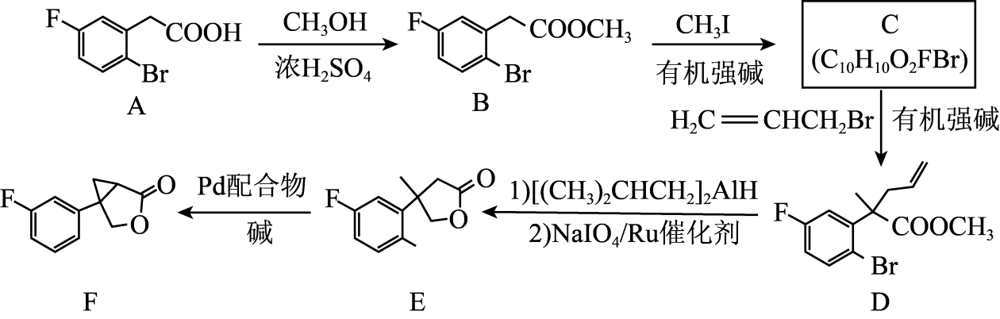 F COOH Br A
CH₃OH
浓H₂SO₄
F COOCH₃ Br B
CH₃I
有机强碱
C
(C₁₀H₁₀O₂FBr)
H₂C=CHCH₂Br 有机强碱
F COOCH₃ Br D
1)[(CH₃)₂CHCH₂]₂AlH
2)NaIO₄/Ru催化剂
F O O E
Pd配合物
碱
F O O F